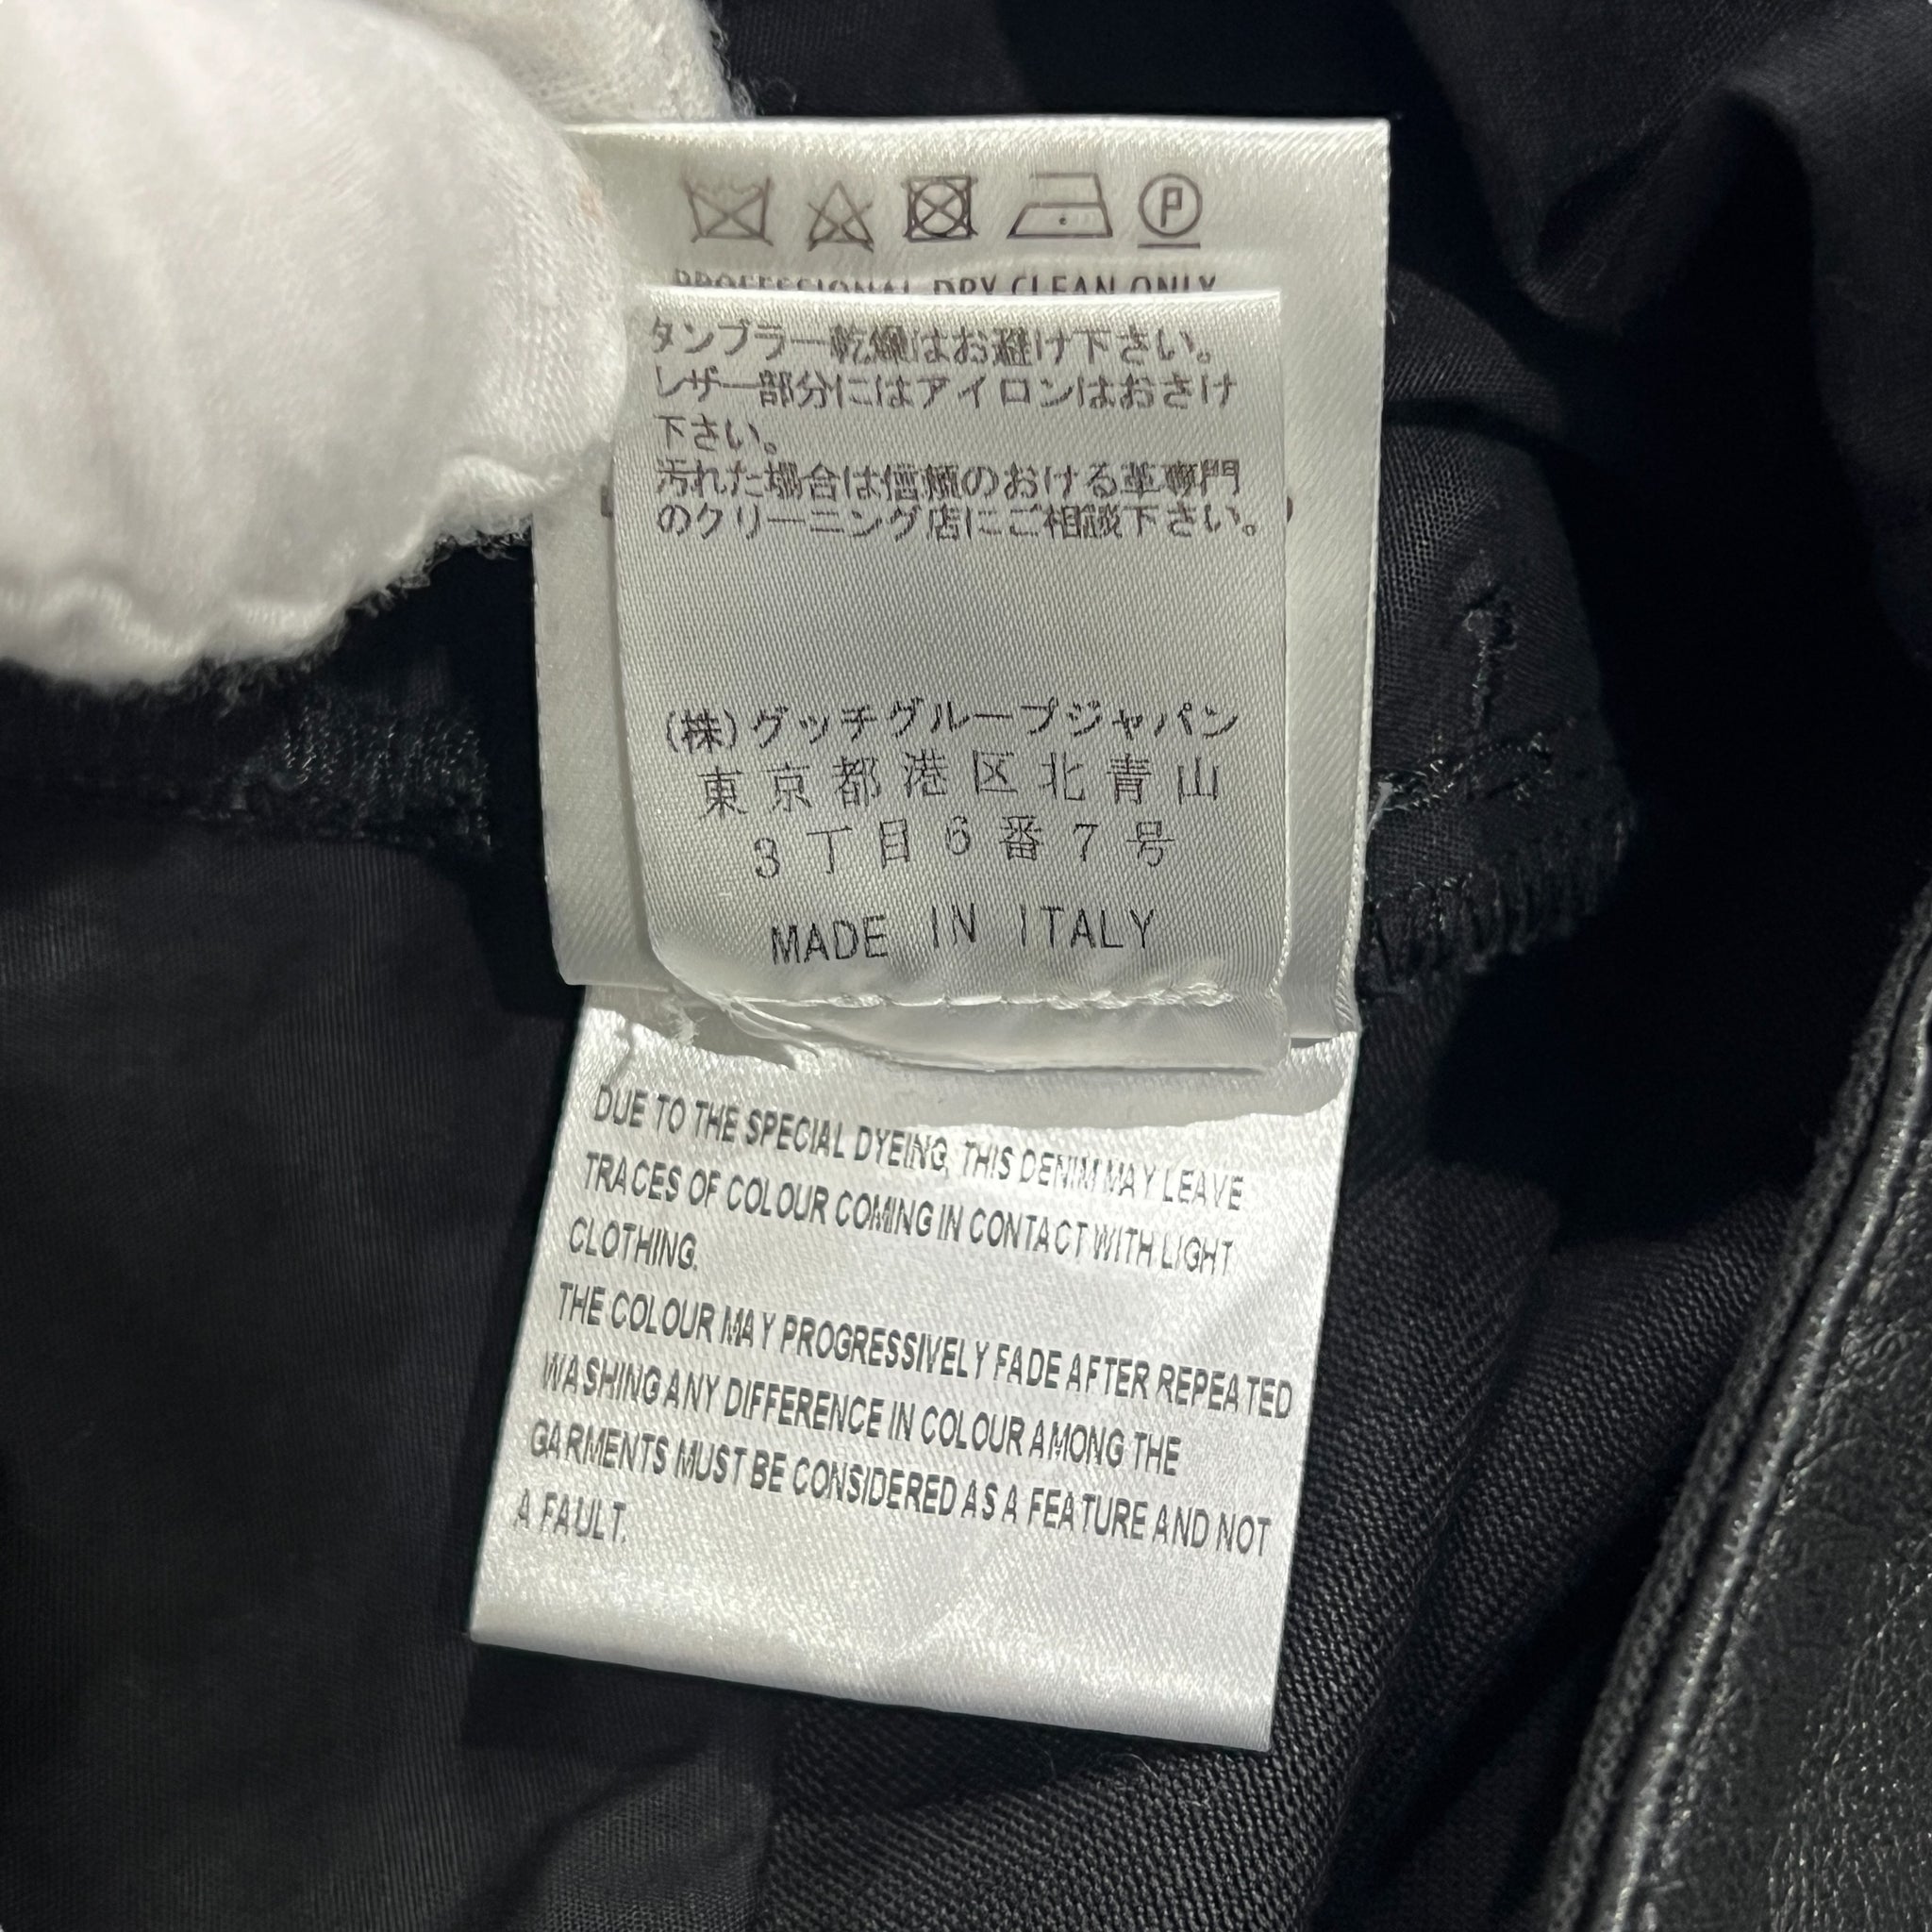 P
PROFESSIONAL DRY CLEAN ONLY
タンブラー乾燥はお避け下さい。
レザー部分にはアイロンはおさけ
下さい。
汚れた場合は信頼のおける革専門
のクリーニング店にご相談下さい。
(株)グッチグループジャパン
東京都港区北青山
3丁目6番7号
MADE IN ITALY
DUE TO THE SPECIAL DYEING, THIS DENIM MAY LEAVE
TRACES OF COLOUR COMING IN CONTACT WITH LIGHT
CLOTHING.
THE COLOUR MAY PROGRESSIVELY FADE AFTER REPEATED
WASHING ANY DIFFERENCE IN COLOUR AMONG THE
GARMENTS MUST BE CONSIDERED AS A FEATURE AND NOT
A FAULT.